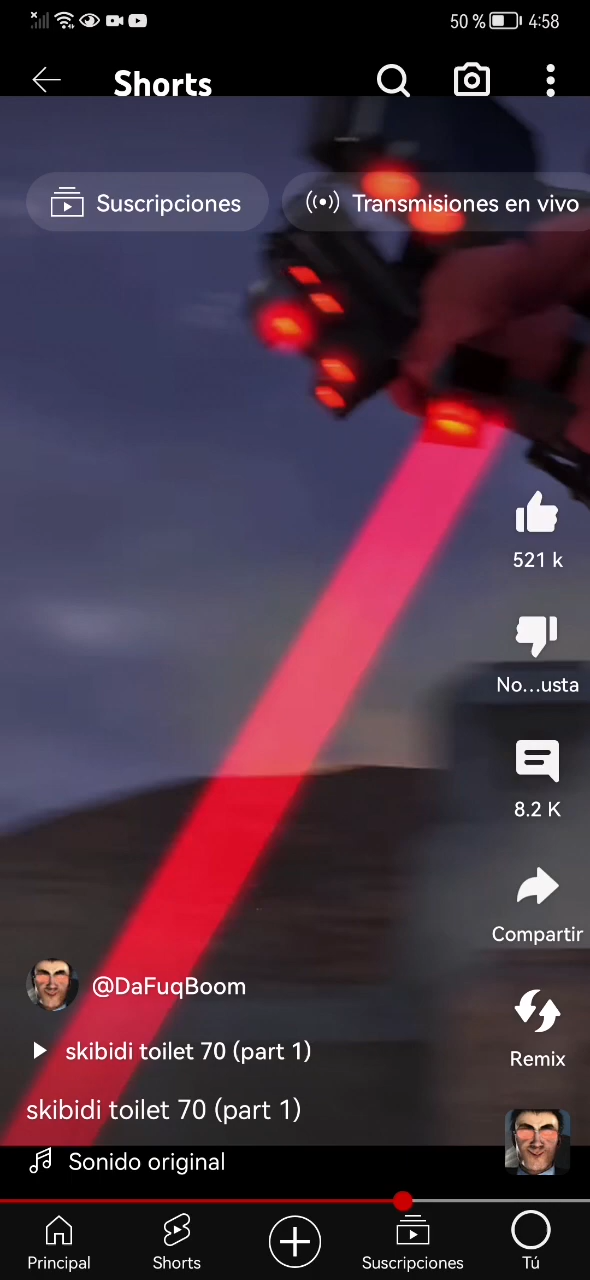 50 % 4:58
Shorts
Suscripciones
Transmisiones en vivo
521 k
No...usta
8.2 K
Compartir
@DaFuqBoom
skibidi toilet 70 (part 1)
Remix
skibidi toilet 70 (part 1)
Sonido original
Principal
Shorts
Suscripciones
Tú